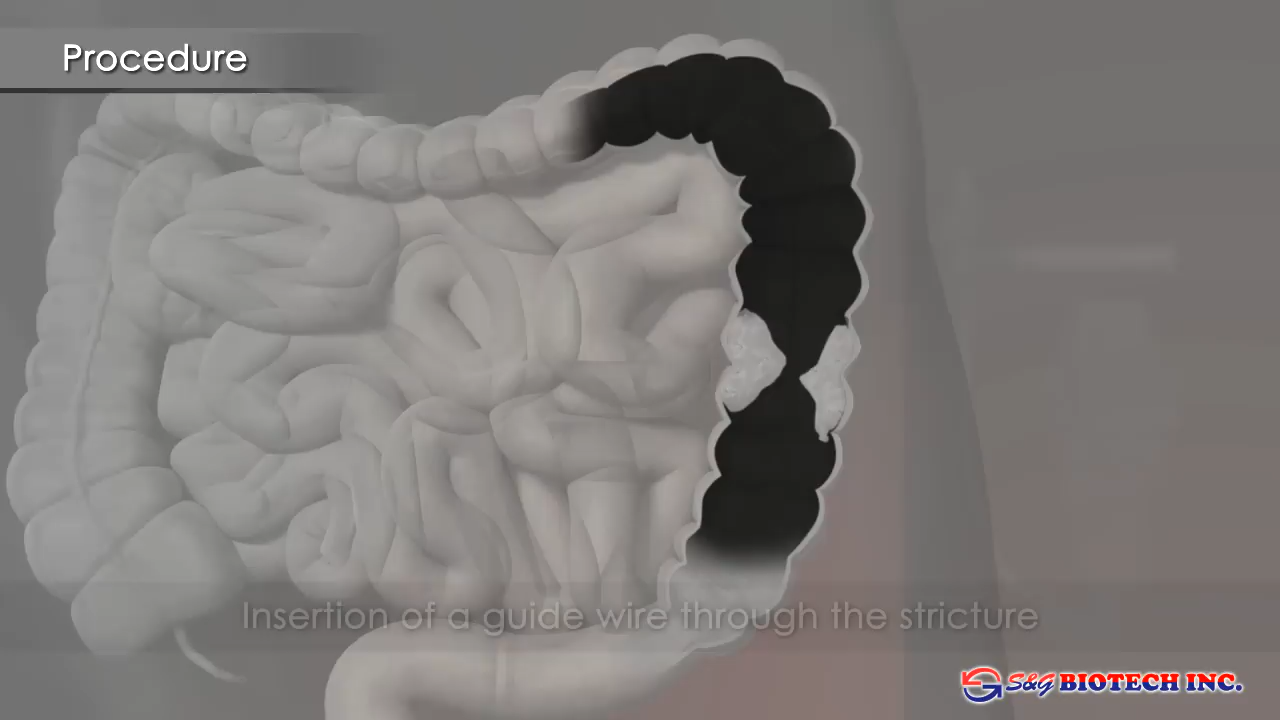 Procedure
Insertion of a guide wire through the stricture
S&G BIOTECH INC.